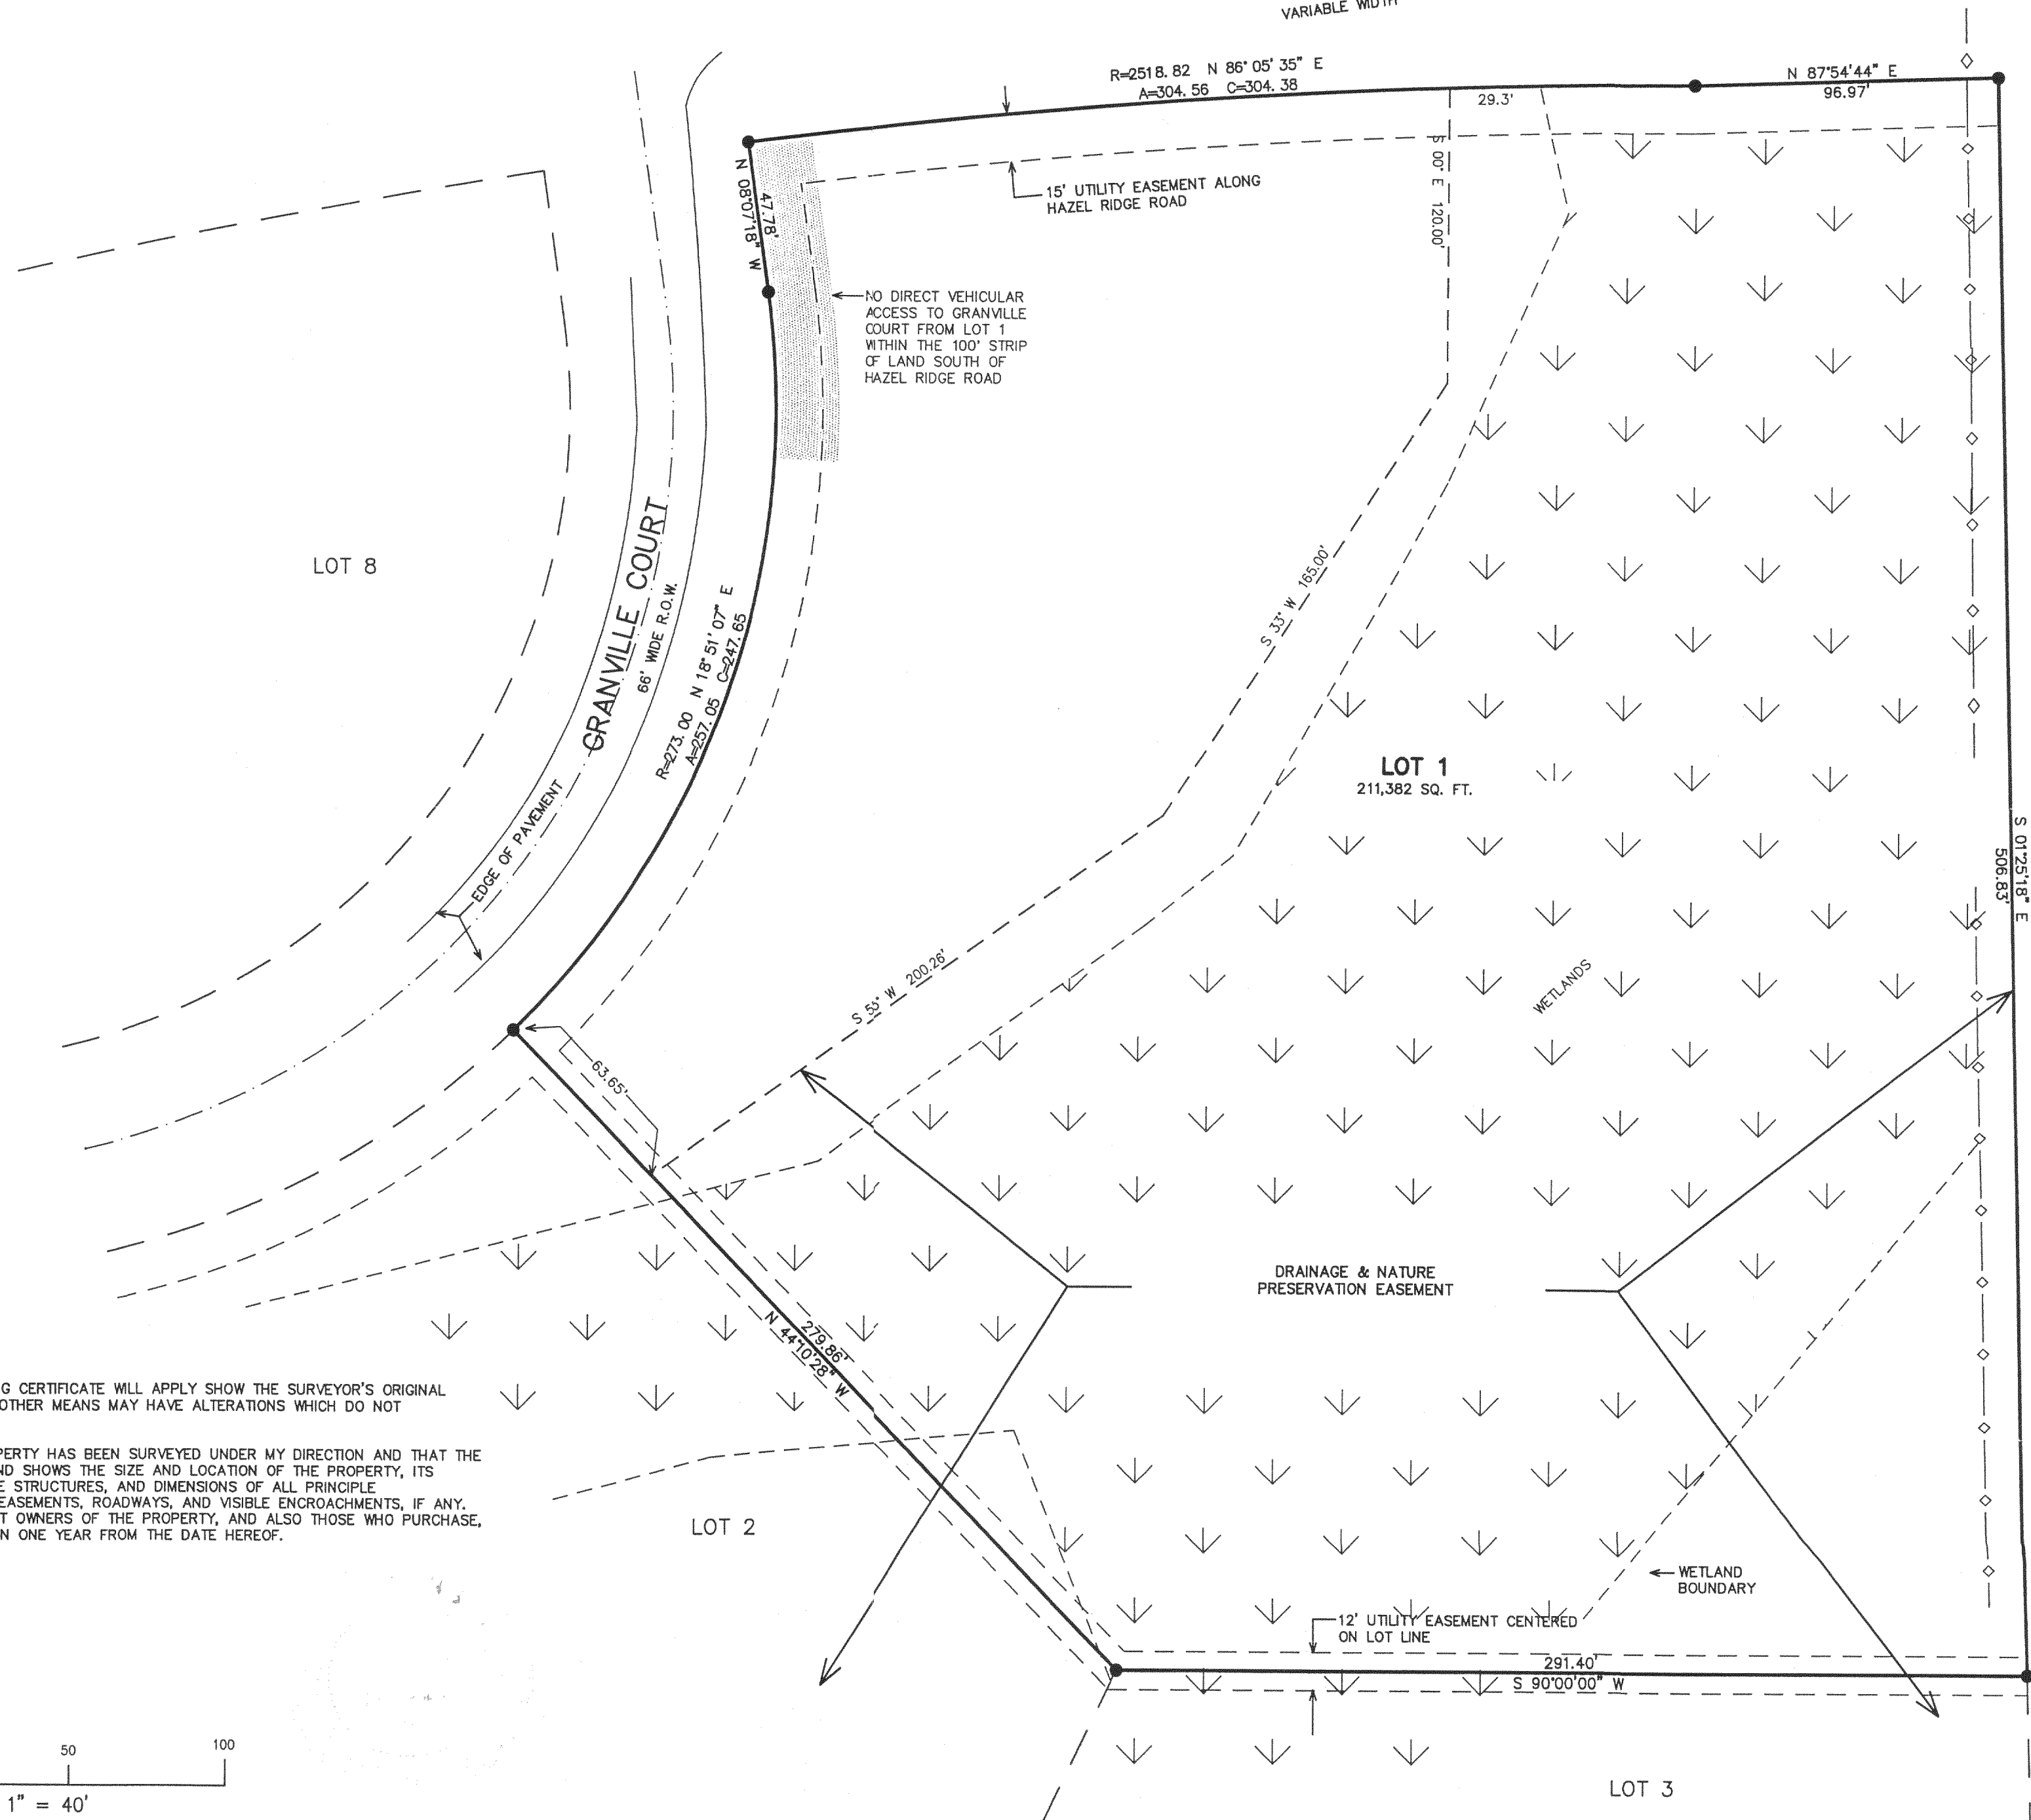 VARIABLE WIDTH
R=2518.82 N 86°05'35" E
A=304.56 C=304.38
N 87°54'44" E
96.97'
29.3'
N 08°07'18" W
47.78'
15' UTILITY EASEMENT ALONG
HAZEL RIDGE ROAD
S 00° E 120.00'
NO DIRECT VEHICULAR
ACCESS TO GRANVILLE
COURT FROM LOT 1
WITHIN THE 100' STRIP
OF LAND SOUTH OF
HAZEL RIDGE ROAD
LOT 8
GRANVILLE COURT
66' WIDE R.O.W.
R=273.00 N 18°51'07" E
A=257.05 C=247.65
S 33° W 165.00'
LOT 1
211,382 SQ. FT.
EDGE OF PAVEMENT
S 01°25'18" E
506.83'
S 55° W 200.26'
WETLANDS
63.65'
DRAINAGE & NATURE
PRESERVATION EASEMENT
279.86'
N 44°10'28" W
G CERTIFICATE WILL APPLY SHOW THE SURVEYOR'S ORIGINAL
OTHER MEANS MAY HAVE ALTERATIONS WHICH DO NOT
PERTY HAS BEEN SURVEYED UNDER MY DIRECTION AND THAT THE
ND SHOWS THE SIZE AND LOCATION OF THE PROPERTY, ITS
E STRUCTURES, AND DIMENSIONS OF ALL PRINCIPLE
EASEMENTS, ROADWAYS, AND VISIBLE ENCROACHMENTS, IF ANY.
T OWNERS OF THE PROPERTY, AND ALSO THOSE WHO PURCHASE,
N ONE YEAR FROM THE DATE HEREOF.
LOT 2
WETLAND
BOUNDARY
12' UTILITY EASEMENT CENTERED
ON LOT LINE
291.40'
S 90°00'00" W
50
100
1" = 40'
LOT 3